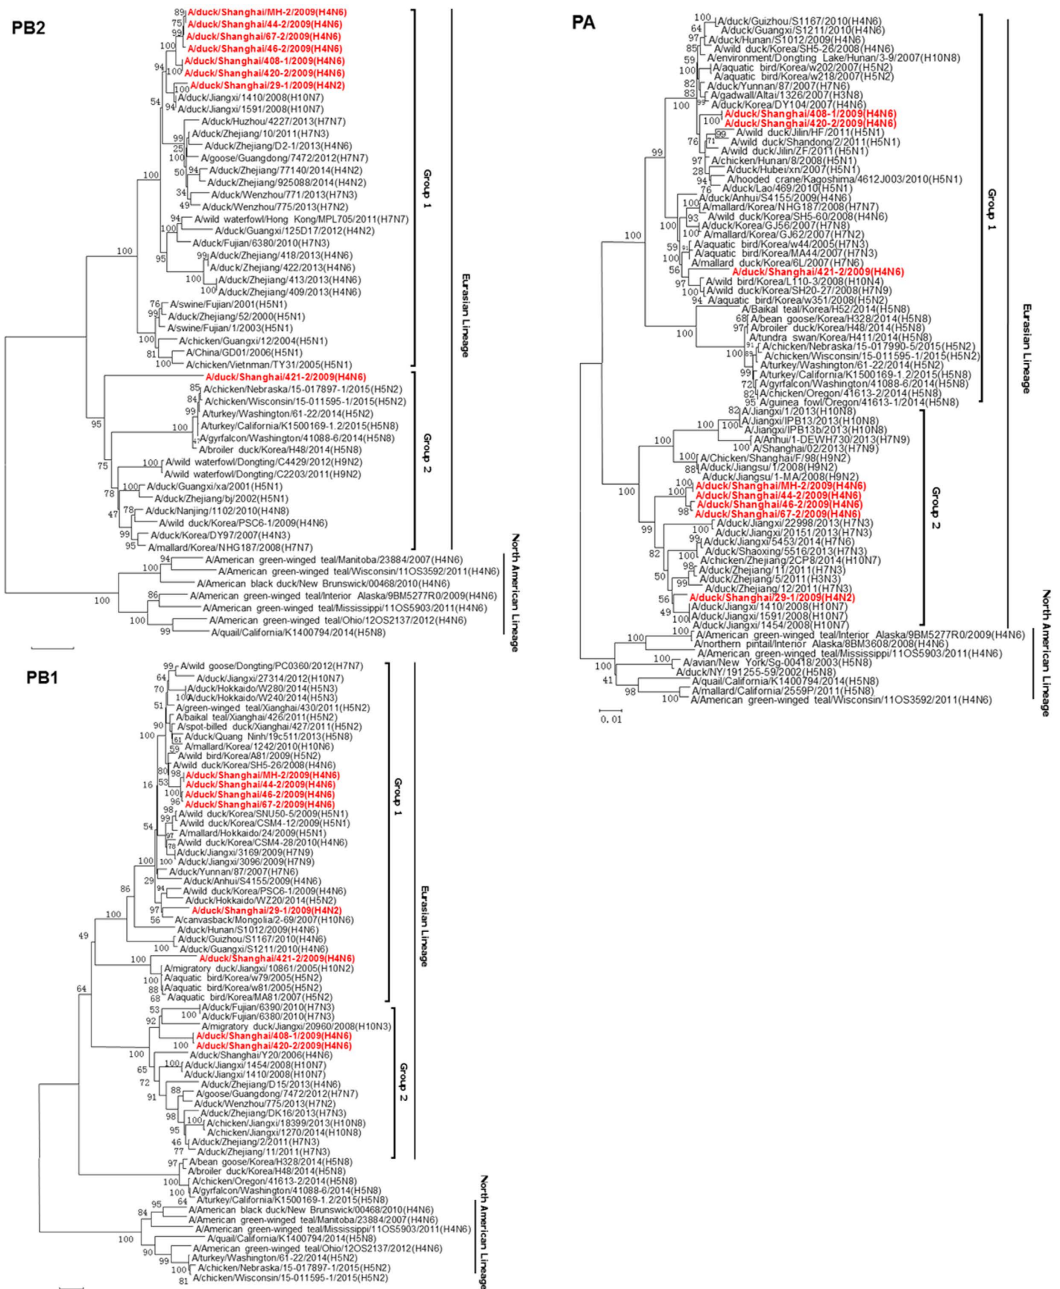 PB2
A/duck/Shanghai/MH-2/2009(H4N6)
A/duck/Shanghai/44-2/2009(H4N6)
A/duck/Shanghai/67-2/2009(H4N6)
A/duck/Shanghai/46-2/2009(H4N6)
A/duck/Shanghai/408-1/2009(H4N6)
A/duck/Shanghai/420-2/2009(H4N6)
A/duck/Shanghai/29-1/2009(H4N2)
A/duck/Jiangxi/1410/2008(H10N7)
A/duck/Jiangxi/1591/2008(H10N7)
A/duck/Huzhou/4227/2013(H7N7)
A/duck/Zhejiang/10/2011(H7N3)
A/duck/Zhejiang/D2-1/2013(H4N6)
A/goose/Guangdong/7472/2012(H7N7)
A/duck/Zhejiang/77140/2014(H4N2)
A/duck/Zhejiang/925088/2014(H4N2)
A/duck/Wenzhou/771/2013(H7N3)
A/duck/Wenzhou/775/2013(H7N2)
A/wild waterfowl/Hong Kong/MPL705/2011(H7N7)
A/duck/Guangxi/125D17/2012(H4N2)
A/duck/Fujian/6380/2010(H7N3)
A/duck/Zhejiang/418/2013(H4N6)
A/duck/Zhejiang/422/2013(H4N6)
A/duck/Zhejiang/413/2013(H4N6)
A/duck/Zhejiang/409/2013(H4N6)
A/swine/Fujian/2001(H5N1)
A/duck/Zhejiang/52/2000(H5N1)
A/swine/Fujian/1/2003(H5N1)
A/chicken/Guangxi/12/2004(H5N1)
A/China/GD01/2006(H5N1)
A/chicken/Vietnman/TY31/2005(H5N1)
A/duck/Shanghai/421-2/2009(H4N6)
A/chicken/Nebraska/15-017897-1/2015(H5N2)
A/chicken/Wisconsin/15-011595-1/2015(H5N2)
A/turkey/Washington/61-22/2014(H5N2)
A/turkey/California/K1500169-1.2/2015(H5N8)
A/gyrfalcon/Washington/41088-6/2014(H5N8)
A/broiler duck/Korea/H48/2014(H5N8)
A/wild waterfowl/Dongting/C4429/2012(H9N2)
A/wild waterfowl/Dongting/C2203/2011(H9N2)
A/duck/Guangxi/xa/2001(H5N1)
A/duck/Zhejiang/bj/2002(H5N1)
A/duck/Nanjing/1102/2010(H4N8)
A/wild duck/Korea/PSC6-1/2009(H4N6)
A/duck/Korea/DY97/2007(H4N3)
A/mallard/Korea/NHG187/2008(H7N7)
A/American green-winged teal/Manitoba/23884/2007(H4N6)
A/American green-winged teal/Wisconsin/11OS3592/2011(H4N6)
A/American black duck/New Brunswick/00468/2010(H4N6)
A/American green-winged teal/Interior Alaska/9BM5277R0/2009(H4N6)
A/American green-winged teal/Mississippi/11OS5903/2011(H4N6)
A/American green-winged teal/Ohio/12OS2137/2012(H4N6)
A/quail/California/K1400794/2014(H5N8)
Group 1
Group 2
Eurasian Lineage
North American Lineage
PB1
A/wild goose/Dongting/PC0360/2012(H7N7)
A/duck/Jiangxi/27314/2012(H10N7)
A/duck/Hokkaido/W280/2014(H5N3)
A/duck/Hokkaido/W240/2014(H5N3)
A/green-winged teal/Xianghai/430/2011(H5N2)
A/baikal teal/Xianghai/426/2011(H5N2)
A/spot-billed duck/Xianghai/427/2011(H5N2)
A/duck/Quang Ninh/19c511/2013(H5N8)
A/mallard/Korea/1242/2010(H10N6)
A/wild bird/Korea/A81/2009(H5N2)
A/wild duck/Korea/SH5-26/2008(H4N6)
A/duck/Shanghai/MH-2/2009(H4N6)
A/duck/Shanghai/44-2/2009(H4N6)
A/duck/Shanghai/46-2/2009(H4N6)
A/duck/Shanghai/67-2/2009(H4N6)
A/wild duck/Korea/SNU50-5/2009(H5N1)
A/wild duck/Korea/CSM4-12/2009(H5N1)
A/mallard/Hokkaido/24/2009(H5N1)
A/wild duck/Korea/CSM4-28/2010(H4N6)
A/duck/Jiangxi/3169/2009(H7N9)
A/duck/Jiangxi/3096/2009(H7N9)
A/duck/Yunnan/87/2007(H7N6)
A/duck/Anhui/S4155/2009(H4N6)
A/wild duck/Korea/PSC6-1/2009(H4N6)
A/duck/Hokkaido/WZ20/2014(H5N2)
A/duck/Shanghai/29-1/2009(H4N2)
A/canvasback/Mongolia/2-69/2007(H10N6)
A/duck/Hunan/S1012/2009(H4N6)
A/duck/Guizhou/S1167/2010(H4N6)
A/duck/Guangxi/S1211/2010(H4N6)
A/duck/Shanghai/421-2/2009(H4N6)
A/migratory duck/Jiangxi/10861/2005(H10N2)
A/aquatic bird/Korea/w79/2005(H5N2)
A/aquatic bird/Korea/w81/2005(H5N2)
A/aquatic bird/Korea/MA81/2007(H5N2)
A/duck/Fujian/6390/2010(H7N3)
A/duck/Fujian/6380/2010(H7N3)
A/migratory duck/Jiangxi/20960/2008(H10N3)
A/duck/Shanghai/408-1/2009(H4N6)
A/duck/Shanghai/420-2/2009(H4N6)
A/duck/Shanghai/Y20/2006(H4N6)
A/duck/Jiangxi/1454/2008(H10N7)
A/duck/Jiangxi/1410/2008(H10N7)
A/duck/Zhejiang/D15/2013(H4N6)
A/goose/Guangdong/7472/2012(H7N7)
A/duck/Wenzhou/775/2013(H7N2)
A/duck/Zhejiang/DK16/2013(H7N3)
A/chicken/Jiangxi/18399/2013(H10N8)
A/chicken/Jiangxi/1270/2014(H10N8)
A/duck/Zhejiang/2/2011(H7N3)
A/duck/Zhejiang/11/2011(H7N3)
A/bean goose/Korea/H328/2014(H5N8)
A/broiler duck/Korea/H48/2014(H5N8)
A/chicken/Oregon/41613-2/2014(H5N8)
A/gyrfalcon/Washington/41088-6/2014(H5N8)
A/turkey/California/K1500169-1.2/2015(H5N8)
A/American black duck/New Brunswick/00468/2010(H4N6)
A/American green-winged teal/Manitoba/23884/2007(H4N6)
A/American green-winged teal/Mississippi/11OS5903/2011(H4N6)
A/quail/California/K1400794/2014(H5N8)
A/American green-winged teal/Ohio/12OS2137/2012(H4N6)
A/turkey/Washington/61-22/2014(H5N2)
A/chicken/Nebraska/15-017897-1/2015(H5N2)
A/chicken/Wisconsin/15-011595-1/2015(H5N2)
Group 1
Group 2
Eurasian Lineage
North American Lineage
PA
A/duck/Guizhou/S1167/2010(H4N6)
A/duck/Guangxi/S1211/2010(H4N6)
A/duck/Hunan/S1012/2009(H4N6)
A/wild duck/Korea/SH5-26/2008(H4N6)
A/environment/Dongting Lake/Hunan/3-9/2007(H10N8)
A/aquatic bird/Korea/w202/2007(H5N2)
A/aquatic bird/Korea/w218/2007(H5N2)
A/duck/Yunnan/87/2007(H7N6)
A/gadwall/Altai/1326/2007(H3N8)
A/duck/Korea/DY104/2007(H4N6)
A/duck/Shanghai/408-1/2009(H4N6)
A/duck/Shanghai/420-2/2009(H4N6)
A/wild duck/Jilin/HF/2011(H5N1)
A/wild duck/Shandong/2/2011(H5N1)
A/wild duck/Jilin/ZF/2011(H5N1)
A/chicken/Hunan/8/2008(H5N1)
A/duck/Hubei/xn/2007(H5N1)
A/hooded crane/Kagoshima/4612J003/2010(H5N1)
A/duck/Lao/469/2010(H5N1)
A/duck/Anhui/S4155/2009(H4N6)
A/mallard/Korea/NHG187/2008(H7N7)
A/wild duck/Korea/SH5-60/2008(H4N6)
A/duck/Korea/GJ56/2007(H7N8)
A/mallard/Korea/GJ62/2007(H7N2)
A/aquatic bird/Korea/w44/2005(H7N3)
A/aquatic bird/Korea/MA44/2007(H7N3)
A/mallard duck/Korea/6L/2007(H7N6)
A/duck/Shanghai/421-2/2009(H4N6)
A/wild bird/Korea/L110-3/2008(H10N4)
A/wild duck/Korea/SH20-27/2008(H7N9)
A/aquatic bird/Korea/w351/2008(H5N2)
A/Baikal teal/Korea/H52/2014(H5N8)
A/bean goose/Korea/H328/2014(H5N8)
A/broiler duck/Korea/H48/2014(H5N8)
A/tundra swan/Korea/H411/2014(H5N8)
A/chicken/Nebraska/15-017990-5/2015(H5N2)
A/chicken/Wisconsin/15-011595-1/2015(H5N2)
A/turkey/Washington/61-22/2014(H5N2)
A/turkey/California/K1500169-1.2/2015(H5N8)
A/gyrfalcon/Washington/41088-6/2014(H5N8)
A/chicken/Oregon/41613-2/2014(H5N8)
A/guinea fowl/Oregon/41613-1/2014(H5N8)
A/Jiangxi/1/2013(H10N8)
A/Jiangxi/IPB13/2013(H10N8)
A/Jiangxi/IPB13b/2013(H10N8)
A/Anhui/1-DEWH730/2013(H7N9)
A/Shanghai/02/2013(H7N9)
A/Chicken/Shanghai/F/98(H9N2)
A/duck/Jiangsu/1/2008(H9N2)
A/duck/Jiangsu/1-MA/2008(H9N2)
A/duck/Shanghai/MH-2/2009(H4N6)
A/duck/Shanghai/44-2/2009(H4N6)
A/duck/Shanghai/46-2/2009(H4N6)
A/duck/Shanghai/67-2/2009(H4N6)
A/duck/Jiangxi/22998/2013(H7N3)
A/duck/Jiangxi/20151/2013(H7N3)
A/duck/Jiangxi/5453/2014(H7N6)
A/duck/Shaoxing/5516/2013(H7N3)
A/chicken/Zhejiang/2CP8/2014(H10N7)
A/duck/Zhejiang/11/2011(H7N3)
A/duck/Zhejiang/5/2011(H3N3)
A/duck/Zhejiang/12/2011(H7N3)
A/duck/Shanghai/29-1/2009(H4N2)
A/duck/Jiangxi/1410/2008(H10N7)
A/duck/Jiangxi/1591/2008(H10N7)
A/duck/Jiangxi/1454/2008(H10N7)
A/American green-winged teal/Interior Alaska/9BM5277R0/2009(H4N6)
A/northern pintail/Interior Alaska/8BM3608/2008(H4N6)
A/American green-winged teal/Mississippi/11OS5903/2011(H4N6)
A/avian/New York/Sg-00418/2003(H5N8)
A/duck/NY/191255-59/2002(H5N8)
A/quail/California/K1400794/2014(H5N8)
A/mallard/California/2559P/2011(H5N8)
A/American green-winged teal/Wisconsin/11OS3592/2011(H4N6)
0.01
Group 1
Group 2
Eurasian Lineage
North American Lineage